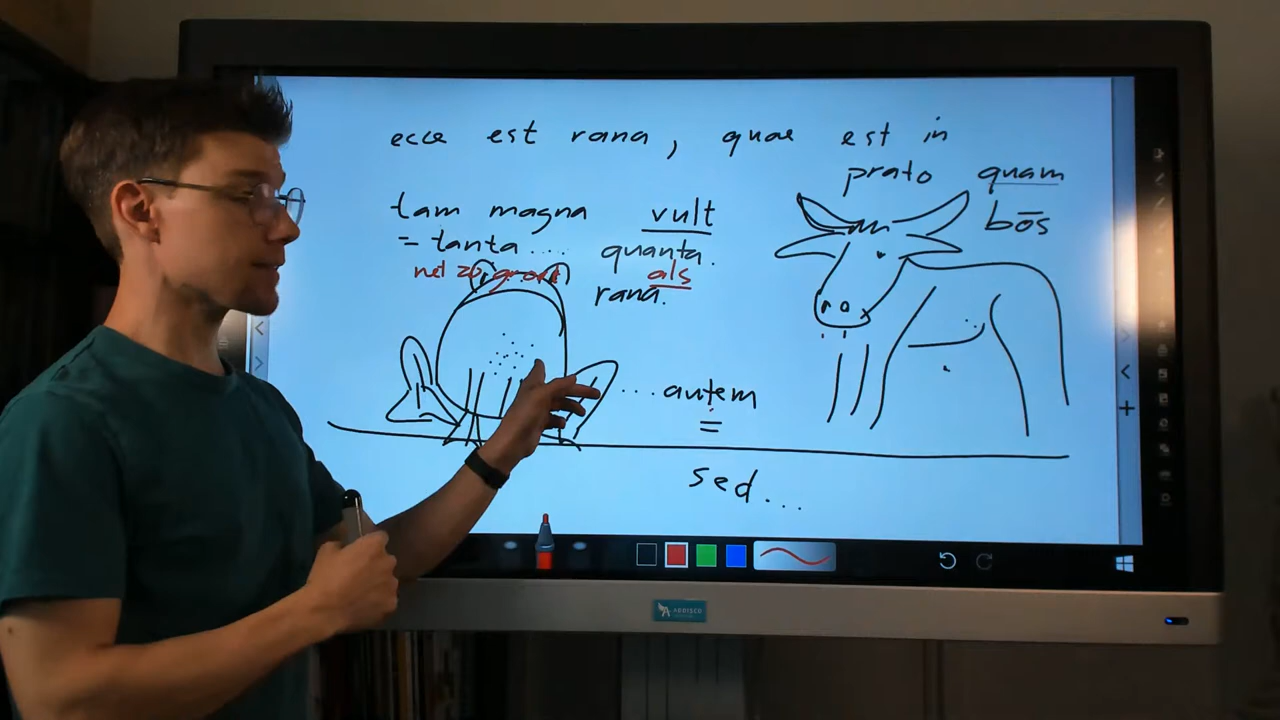 ecce est rana, quae est in
prato quam
tam magna vult bōs
= tanta .... quanta.
net zo groot als
rana.
... autem
=
sed...
ADDISCO